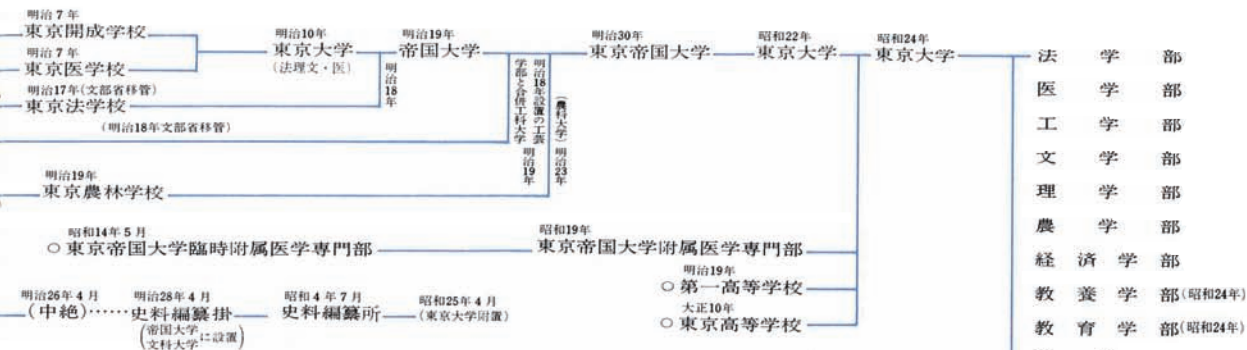 明治7年
東京開成学校
明治7年
東京医学校
明治17年(文部省移管)
東京法学校
(明治18年文部省移管)
明治19年
東京農林学校
明治10年
東京大学
(法理文・医)
明治18年
明治19年
帝国大学
明治18年設置の工芸
学部と合併工科大学
明治19年
(農科大学)明治23年
明治30年
東京帝国大学
昭和22年
東京大学
昭和24年
東京大学
昭和14年5月
○東京帝国大学臨時附属医学専門部
昭和19年
東京帝国大学附属医学専門部
明治19年
○第一高等学校
大正10年
○東京高等学校
明治26年4月
(中絶)……
明治28年4月
史料編纂掛
(帝国大学文科大学に設置)
昭和4年7月
史料編纂所
昭和25年4月
(東京大学附置)
法学部
医学部
工学部
文学部
理学部
農学部
経済学部
教養学部(昭和24年)
教育学部(昭和24年)